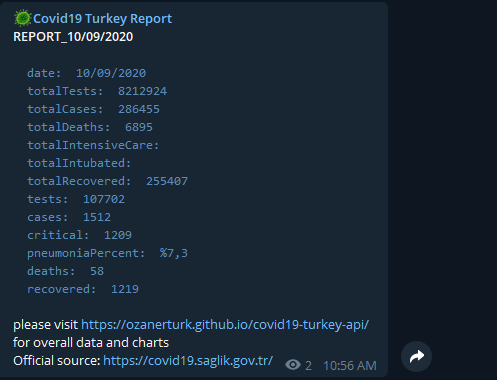 Covid19 Turkey Report
REPORT_10/09/2020
date: 10/09/2020
totalTests: 8212924
totalCases: 286455
totalDeaths: 6895
totalIntensiveCare:
totalIntubated:
totalRecovered: 255407
tests: 107702
cases: 1512
critical: 1209
pneumoniaPercent: %7,3
deaths: 58
recovered: 1219
please visit https://ozanerturk.github.io/covid19-turkey-api/
for overall data and charts
Official source: https://covid19.saglik.gov.tr/ 2 10:56 AM